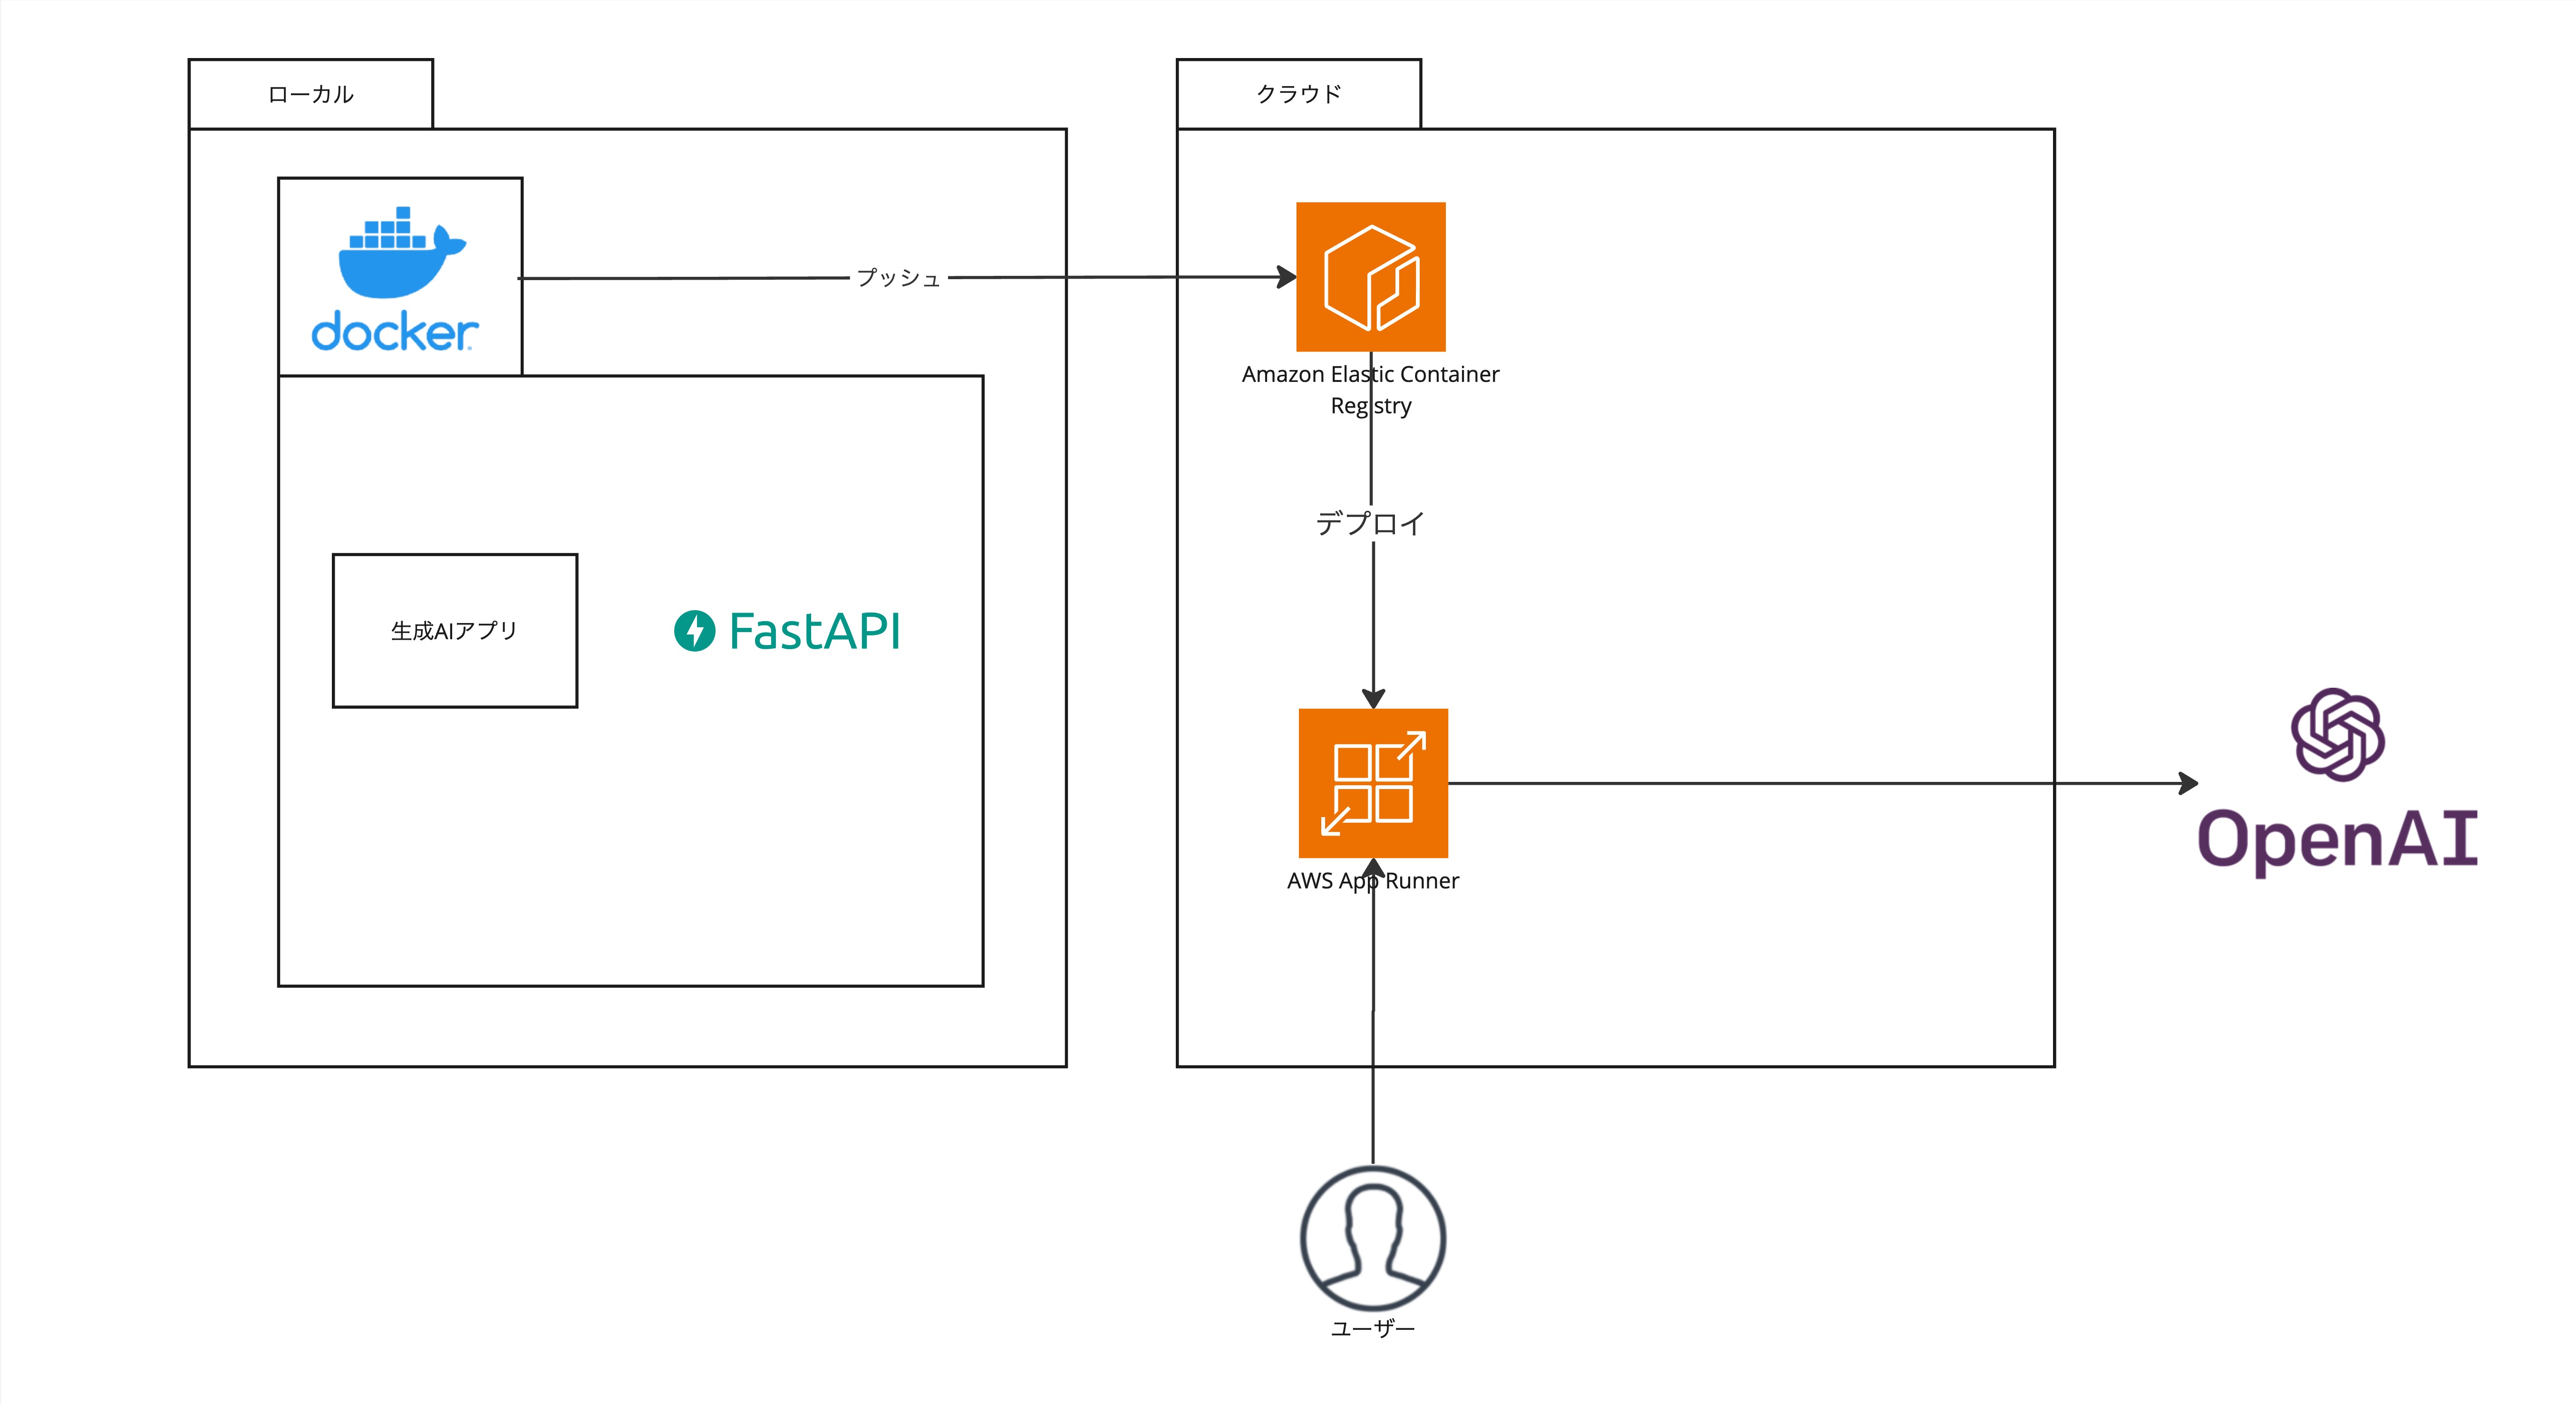 ローカル
クラウド
docker
プッシュ
Amazon Elastic Container
Registry
デプロイ
生成AIアプリ
FastAPI
OpenAI
AWS App Runner
ユーザー